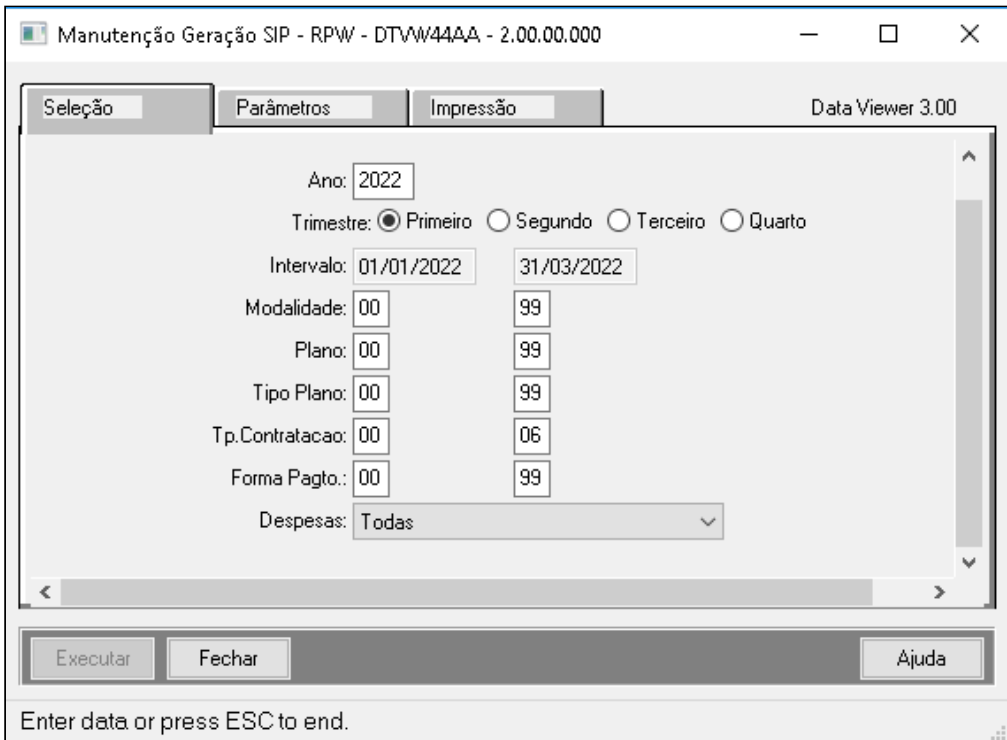 Manutenção Geração SIP - RPW - DTVW44AA - 2.00.00.000
Seleção Parâmetros Impressão Data Viewer 3.00
Ano: 2022
Trimestre: Primeiro Segundo Terceiro Quarto
Intervalo: 01/01/2022 31/03/2022
Modalidade: 00 99
Plano: 00 99
Tipo Plano: 00 99
Tp.Contratacao: 00 06
Forma Pagto.: 00 99
Despesas: Todas
Executar Fechar Ajuda
Enter data or press ESC to end.